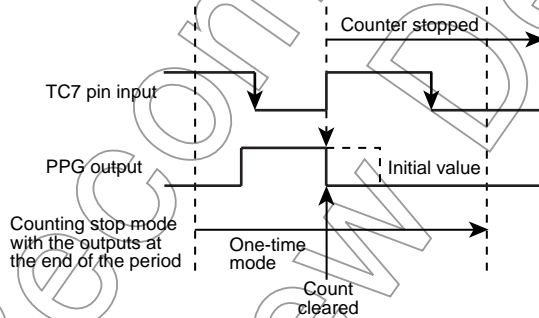 Counter stopped
TC7 pin input
PPG output
Initial value
Counting stop mode
with the outputs at
the end of the period
One-time
mode
Count
cleared